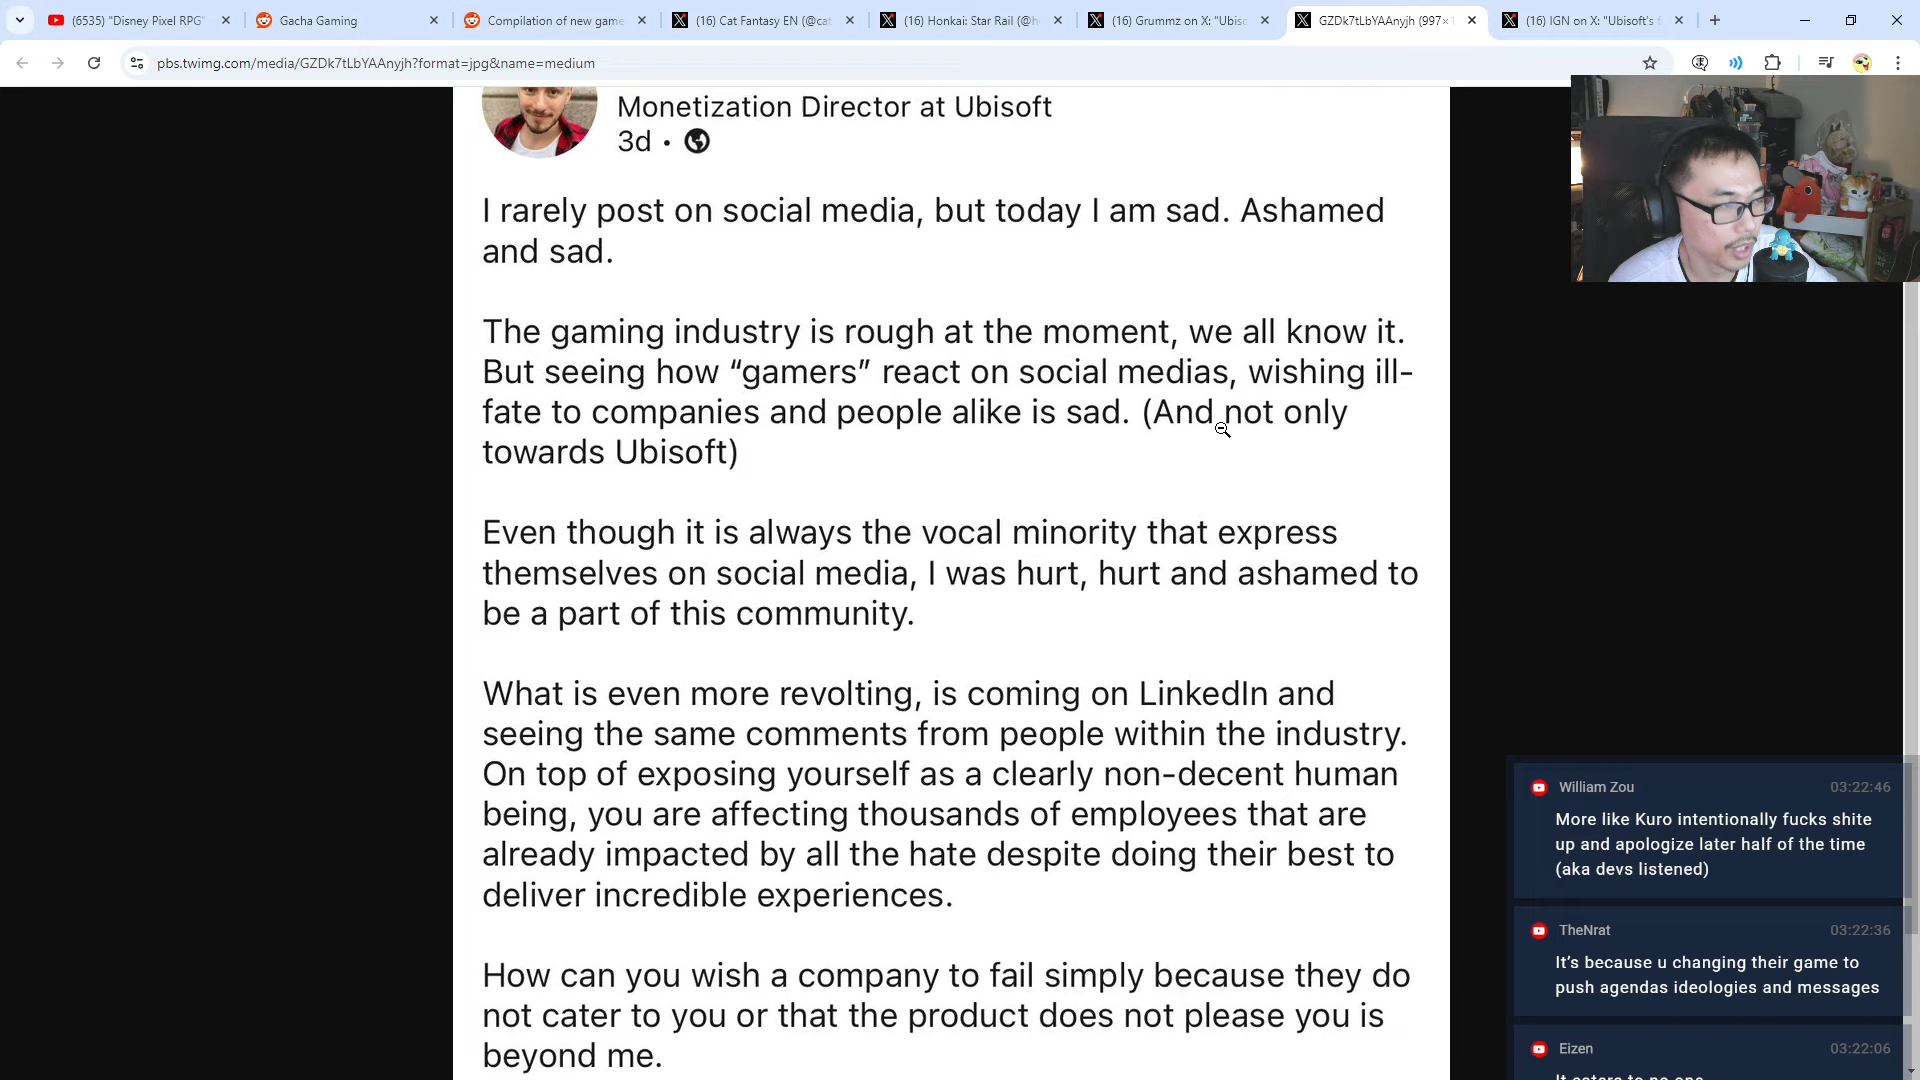 (6535) "Disney Pixel RPG"
Gacha Gaming
Compilation of new game
(16) Cat Fantasy EN (@cat
(16) Honkai: Star Rail (@h
(16) Grummz on X: "Ubiso
GZDk7tLbYAAnyjh (997×1
(16) IGN on X: "Ubisoft's f
pbs.twimg.com/media/GZDk7tLbYAAnyjh?format=jpg&name=medium
Monetization Director at Ubisoft
3d •
I rarely post on social media, but today I am sad. Ashamed
and sad.
The gaming industry is rough at the moment, we all know it.
But seeing how “gamers” react on social medias, wishing ill-
fate to companies and people alike is sad. (And not only
towards Ubisoft)
Even though it is always the vocal minority that express
themselves on social media, I was hurt, hurt and ashamed to
be a part of this community.
What is even more revolting, is coming on LinkedIn and
seeing the same comments from people within the industry.
On top of exposing yourself as a clearly non-decent human
being, you are affecting thousands of employees that are
already impacted by all the hate despite doing their best to
deliver incredible experiences.
How can you wish a company to fail simply because they do
not cater to you or that the product does not please you is
beyond me.
William Zou 03:22:46
More like Kuro intentionally fucks shite
up and apologize later half of the time
(aka devs listened)
TheNrat 03:22:36
It’s because u changing their game to
push agendas ideologies and messages
Eizen 03:22:06
It caters to no one